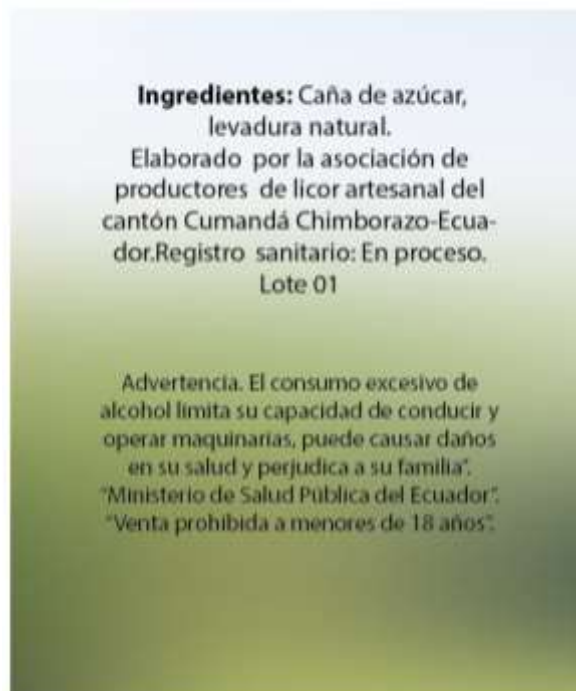 Ingredientes: Caña de azúcar,
levadura natural.
Elaborado por la asociación de
productores de licor artesanal del
cantón Cumandá Chimborazo-Ecua-
dor.Registro sanitario: En proceso.
Lote 01
Advertencia. El consumo excesivo de
alcohol limita su capacidad de conducir y
operar maquinarias, puede causar daños
en su salud y perjudica a su familia”.
“Ministerio de Salud Pública del Ecuador”.
“Venta prohibida a menores de 18 años”.